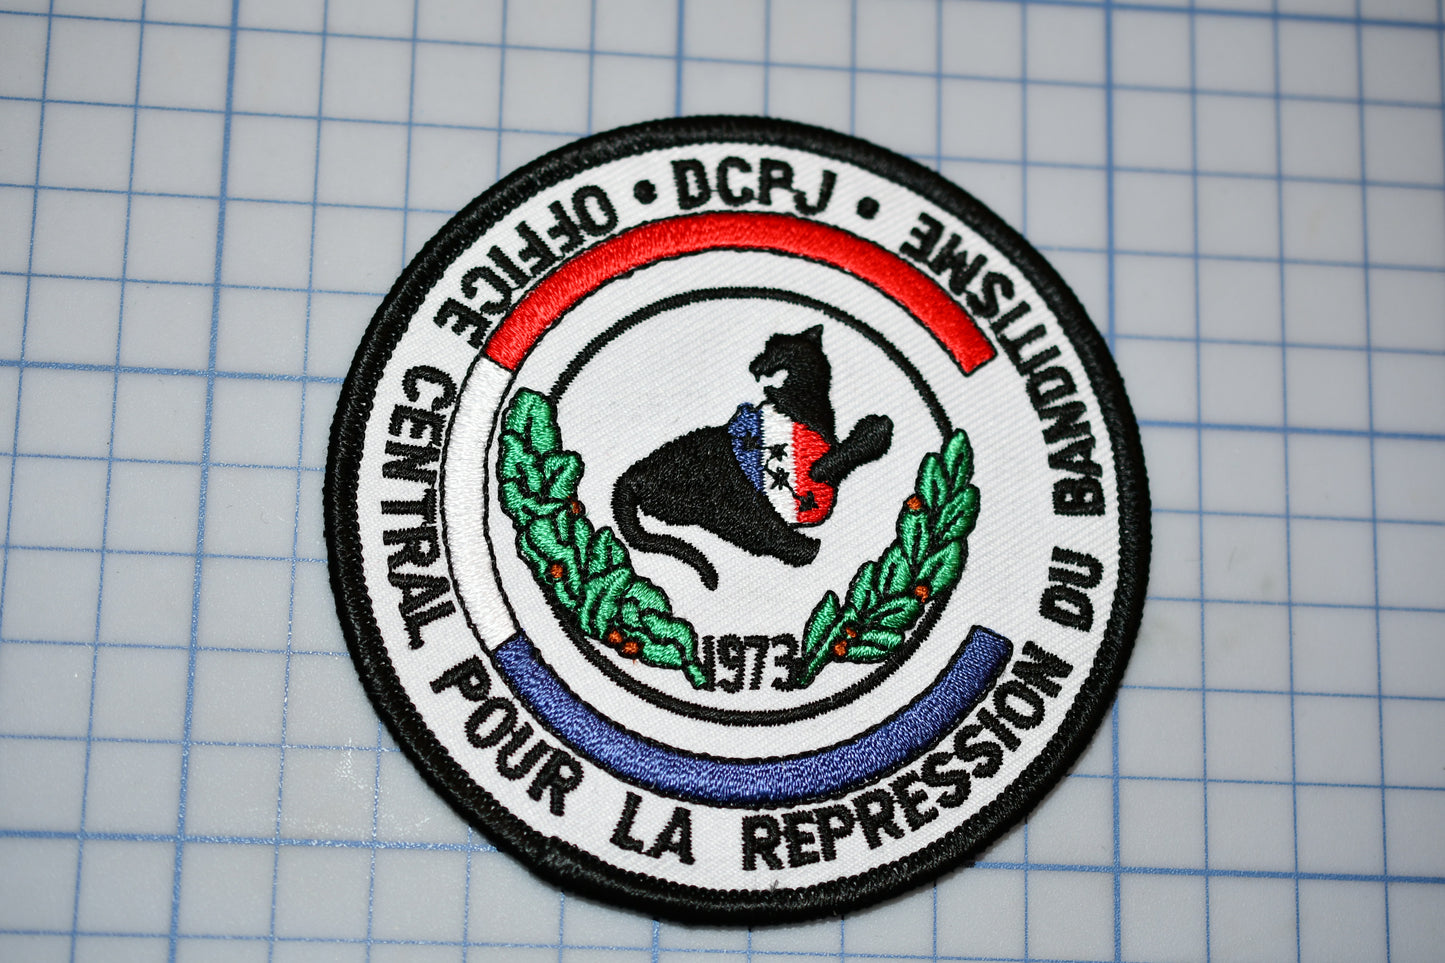 • DCPJ •
OFFICE CENTRAL POUR LA REPRESSION DU BANDITISME
1973